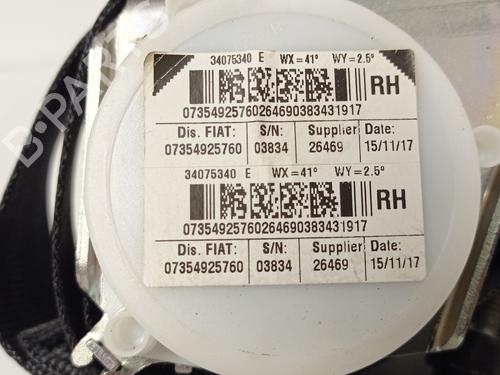 34075340 E WX=41° WY=2.5°
RH
07354925760264690383431917
Dis. FIAT: S/N: Supplier Date:
07354925760 03834 26469 15/11/17
34075340 E WX=41° WY=2.5°
RH
07354925760264690383431917
Dis. FIAT: S/N: Supplier Date:
07354925760 03834 26469 15/11/17
B-PARTS